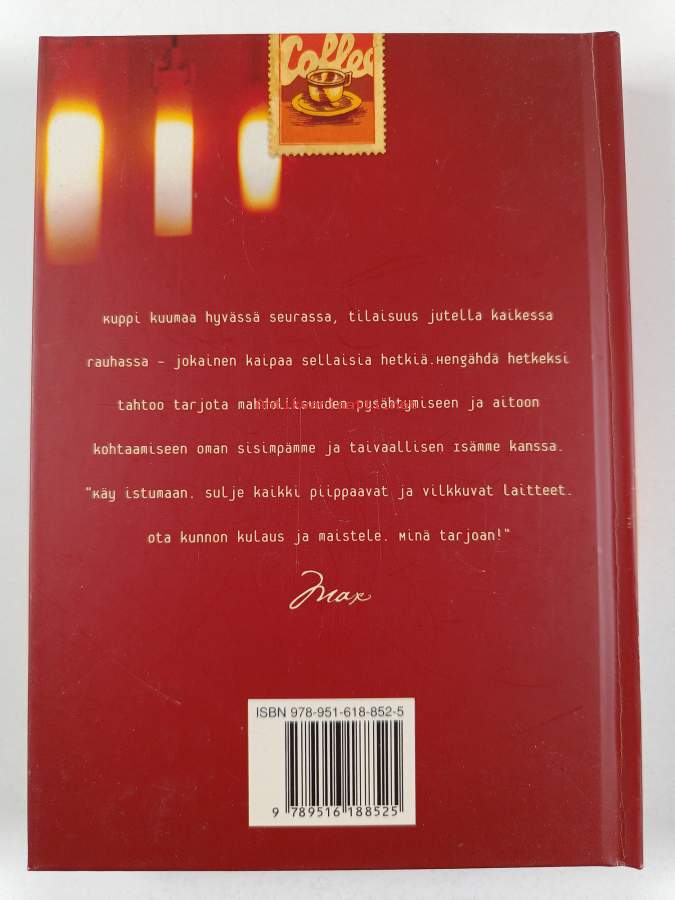 Coffee
Kuppi kuumaa hyvässä seurassa, tilaisuus jutella kaikessa
rauhassa – jokainen kaipaa sellaisia hetkiä.Hengähdä hetkeksi
tahtoo tarjota mahdollisuuden pysähtymiseen ja aitoon
kohtaamiseen oman sisimpämme ja taivaallisen Isämme kanssa.
"Käy istumaan, sulje kaikki piippaavat ja vilkkuvat laitteet.
Ota kunnon kulaus ja maistele. Minä tarjoan!"
Max
ISBN 978-951-618-852-5
9 789516 188525